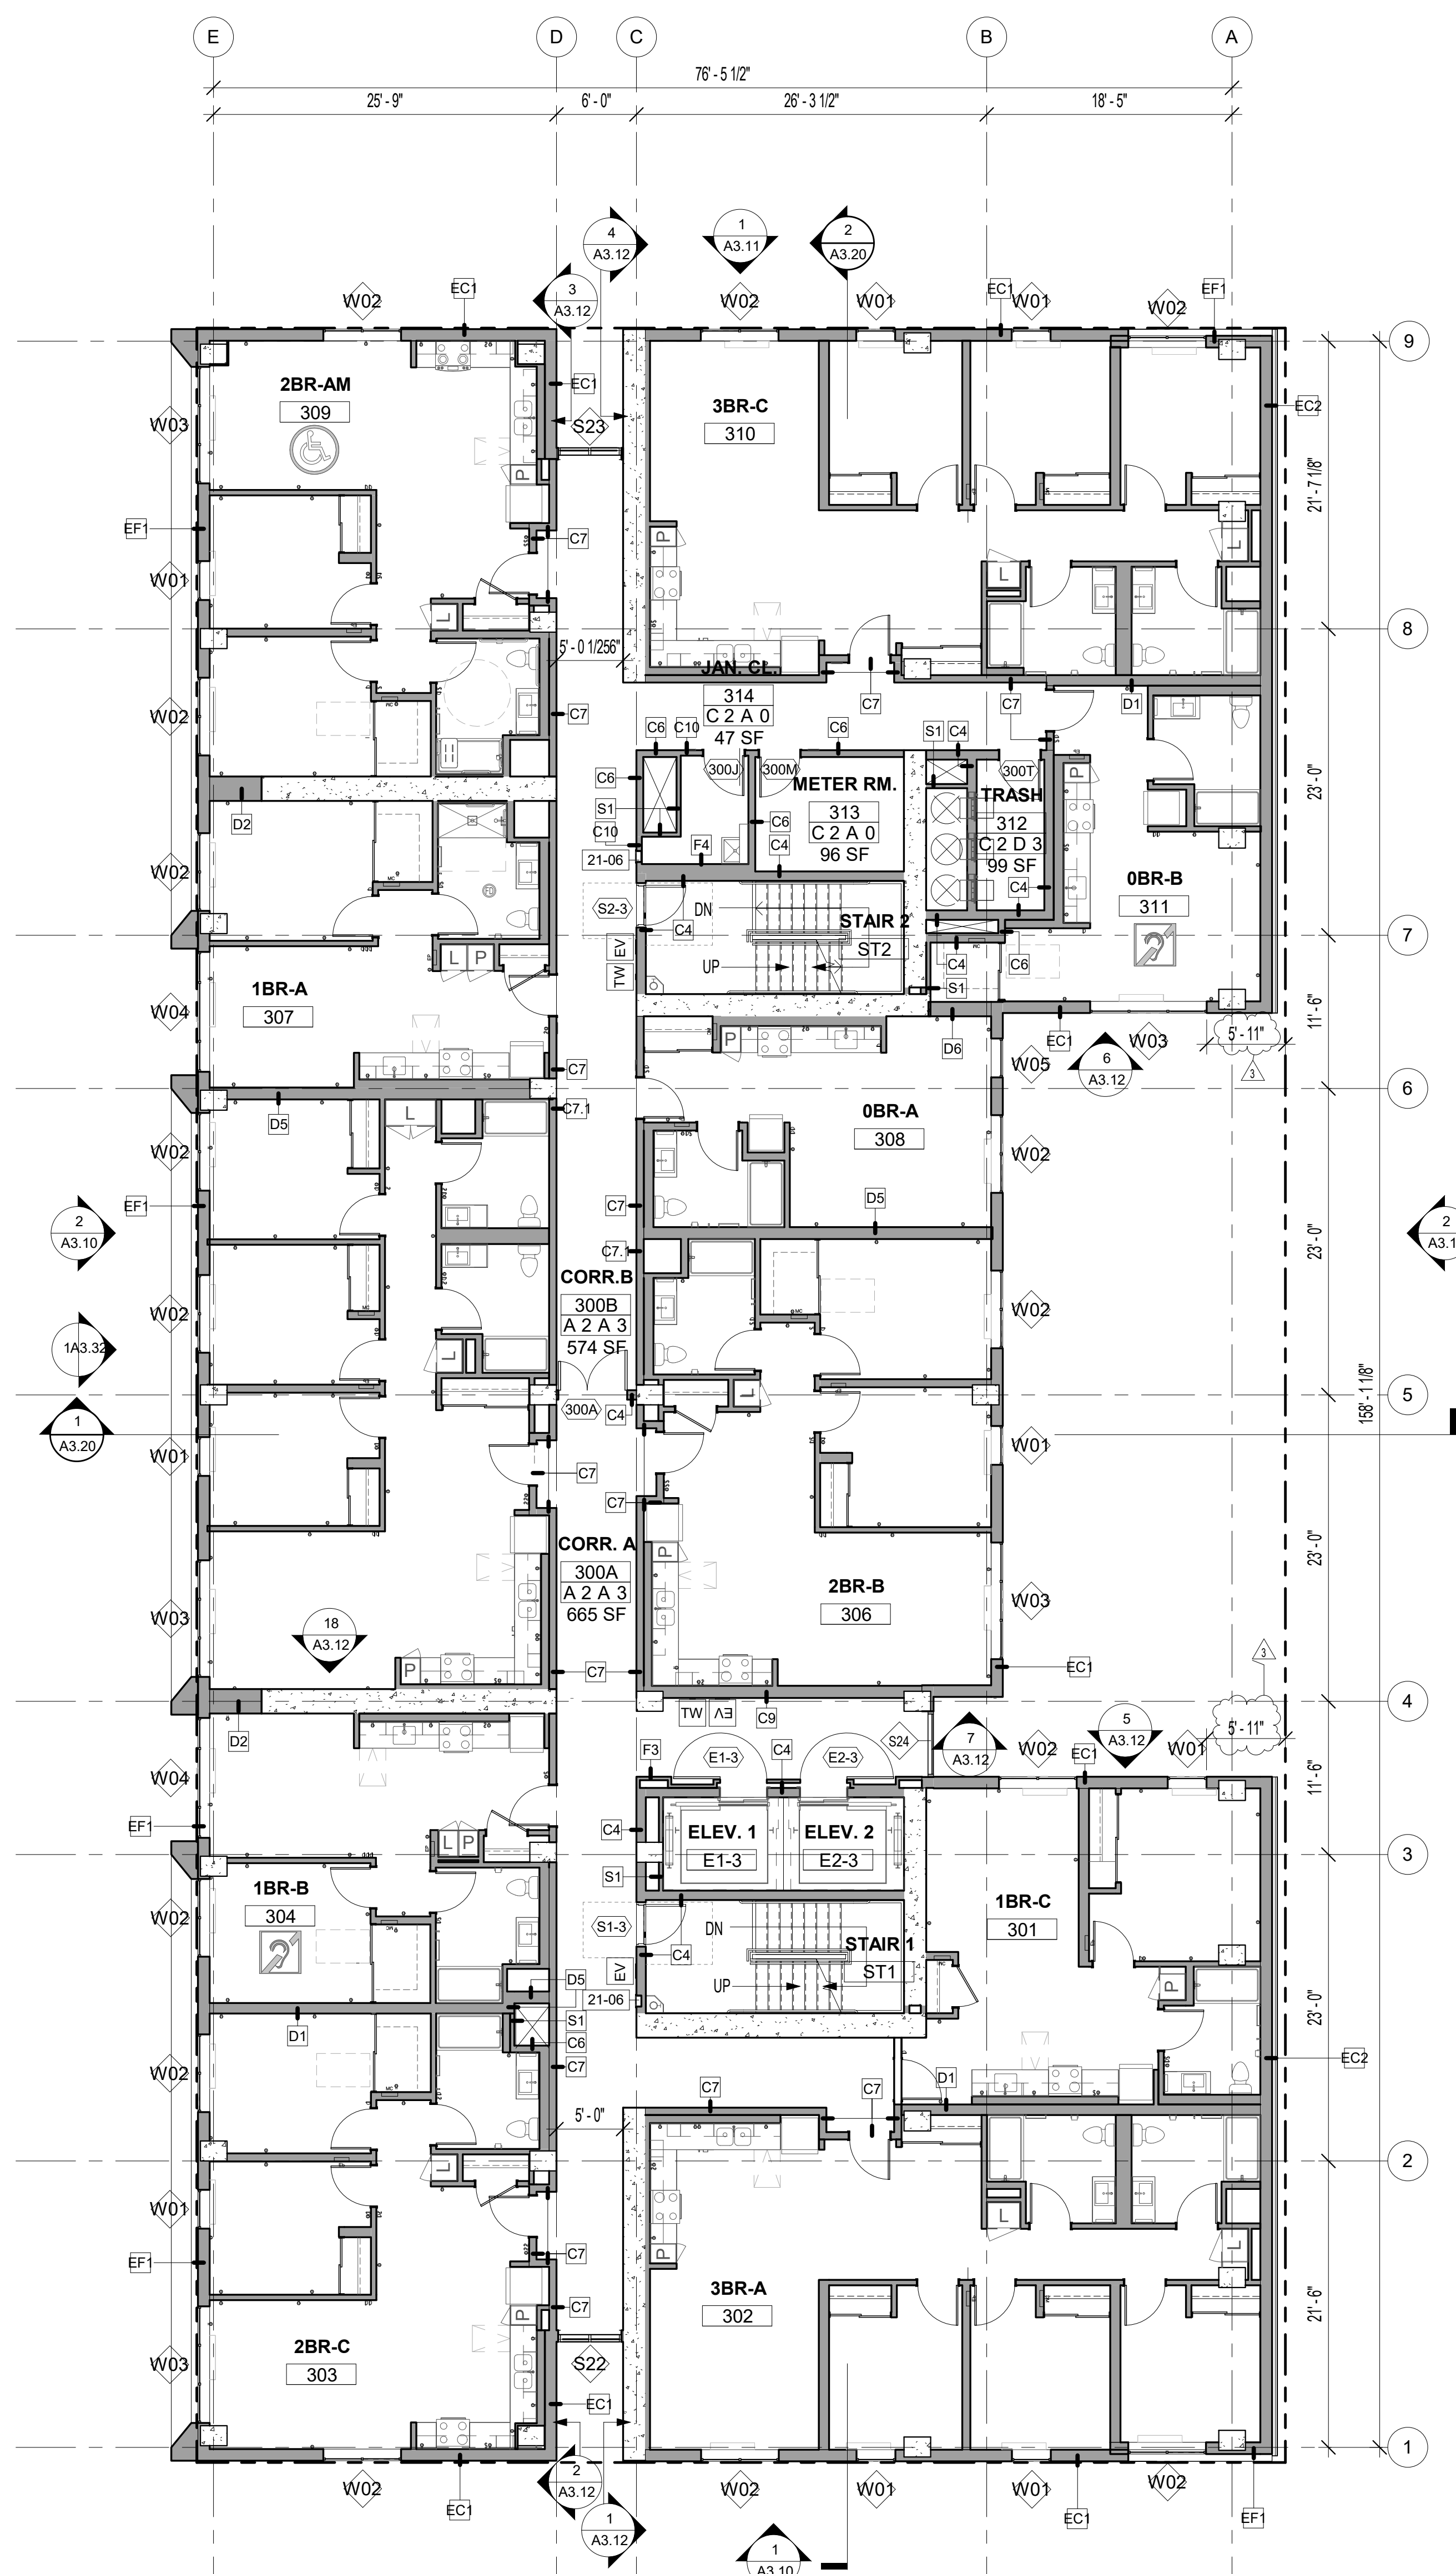 E D C B A
76' - 5 1/2"
25' - 9" 6' - 0" 26' - 3 1/2" 18' - 5"
4 A3.12
1 A3.11
2 A3.20
3 A3.12
W02 EC1 W02 W01 EC1 W01 W02 EF1
9
2BR-AM
309
EC1
S23
3BR-C
310
EC2
W03
P
21' - 7 1/8"
EF1
C7
P
L
W01
L
L
8
5' - 0 1/256"
JAN. CL.
314
C 2 A 0
47 SF
W02
C7
C7
C7
D1
C6
C10
C6
S1
C4
C6
300J
300M
300T
P
METER RM.
313
C 2 A 0
96 SF
TRASH
312
C 2 D 3
99 SF
23' - 0"
D2
S1
C10
C6
F4
C4
21-06
W02
C4
0BR-B
311
S2-3
DN
C4
STAIR 2
ST2
EV
TW
UP
C4
C6
S1
7
L P
1BR-A
307
W04
P
D6
EC1
W03
5' - 11"
3
6 A3.12
W05
11' - 6"
C7
6
D5
L
C7.1
0BR-A
308
W02
W02
2 A3.10
EF1
C7
D5
2
23' - 0"
C7.1
CORR.B
300B
A 2 A 3
574 SF
W02
W02
1A3.32
L
158' - 1 1/8"
300A
C4
L
5
1 A3.20
W01
W01
C7
C7
CORR. A
300A
A 2 A 3
665 SF
P
2BR-B
306
23' - 0"
W03
W03
18 A3.12
P
C7
EC1
3
D2
TW EV
C9
4
5' - 11"
S24
7 A3.12
5 A3.12
W02 EC1 W01
F3
E1-3
C4
E2-3
W04
11' - 6"
EF1
L P
C4
ELEV. 1
E1-3
ELEV. 2
E2-3
3
S1
1BR-B
304
1BR-C
301
W02
S1-3
DN
C4
STAIR 1
ST1
EV
UP
21-06
D5
S1
C6
D1
P
C7
W02
23' - 0"
EC2
C7
C7
D1
5' - 0"
L
2
W01
L
L
EF1
C7
P
3BR-A
302
21' - 6"
C7
P
2BR-C
303
W03
S22
EC1
1
W02
EC1
2 A3.12
1 A3.12
W02 W01 W01 EC1 W02 EF1
1
A3.10